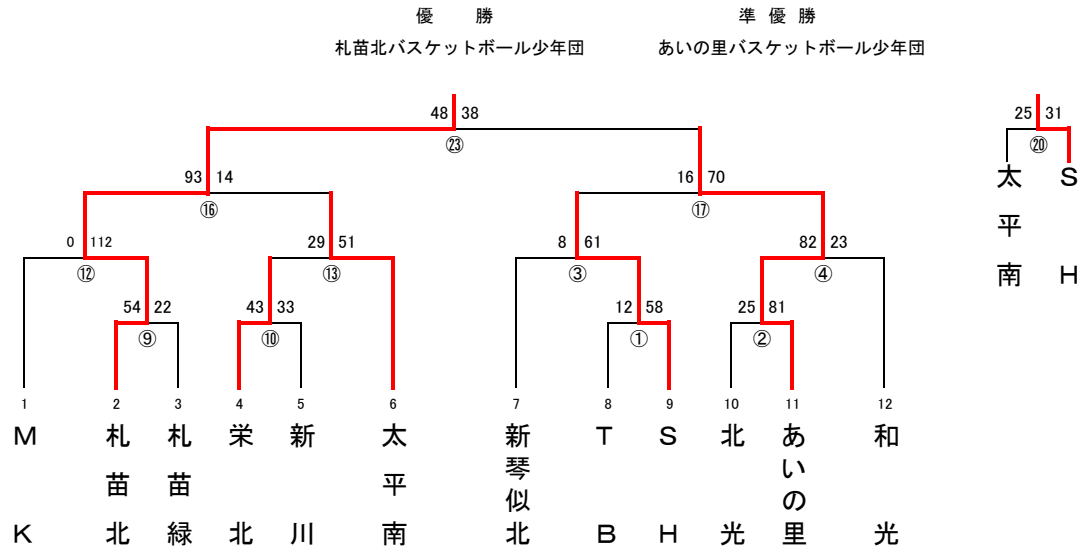 優　勝
準 優 勝
札苗北バスケットボール少年団
あいの里バスケットボール少年団
48 38
㉓
25 31
⑳
太平南
SH
93 14
⑯
16 70
⑰
0 112
⑫
29 51
⑬
8 61
③
82 23
④
54 22
⑨
43 33
⑩
12 58
①
25 81
②
1 2 3 4 5 6 7 8 9 10 11 12
MK
札苗北
札苗緑
栄北
新川
太平南
新琴似北
TB
SH
北光
あいの里
和光